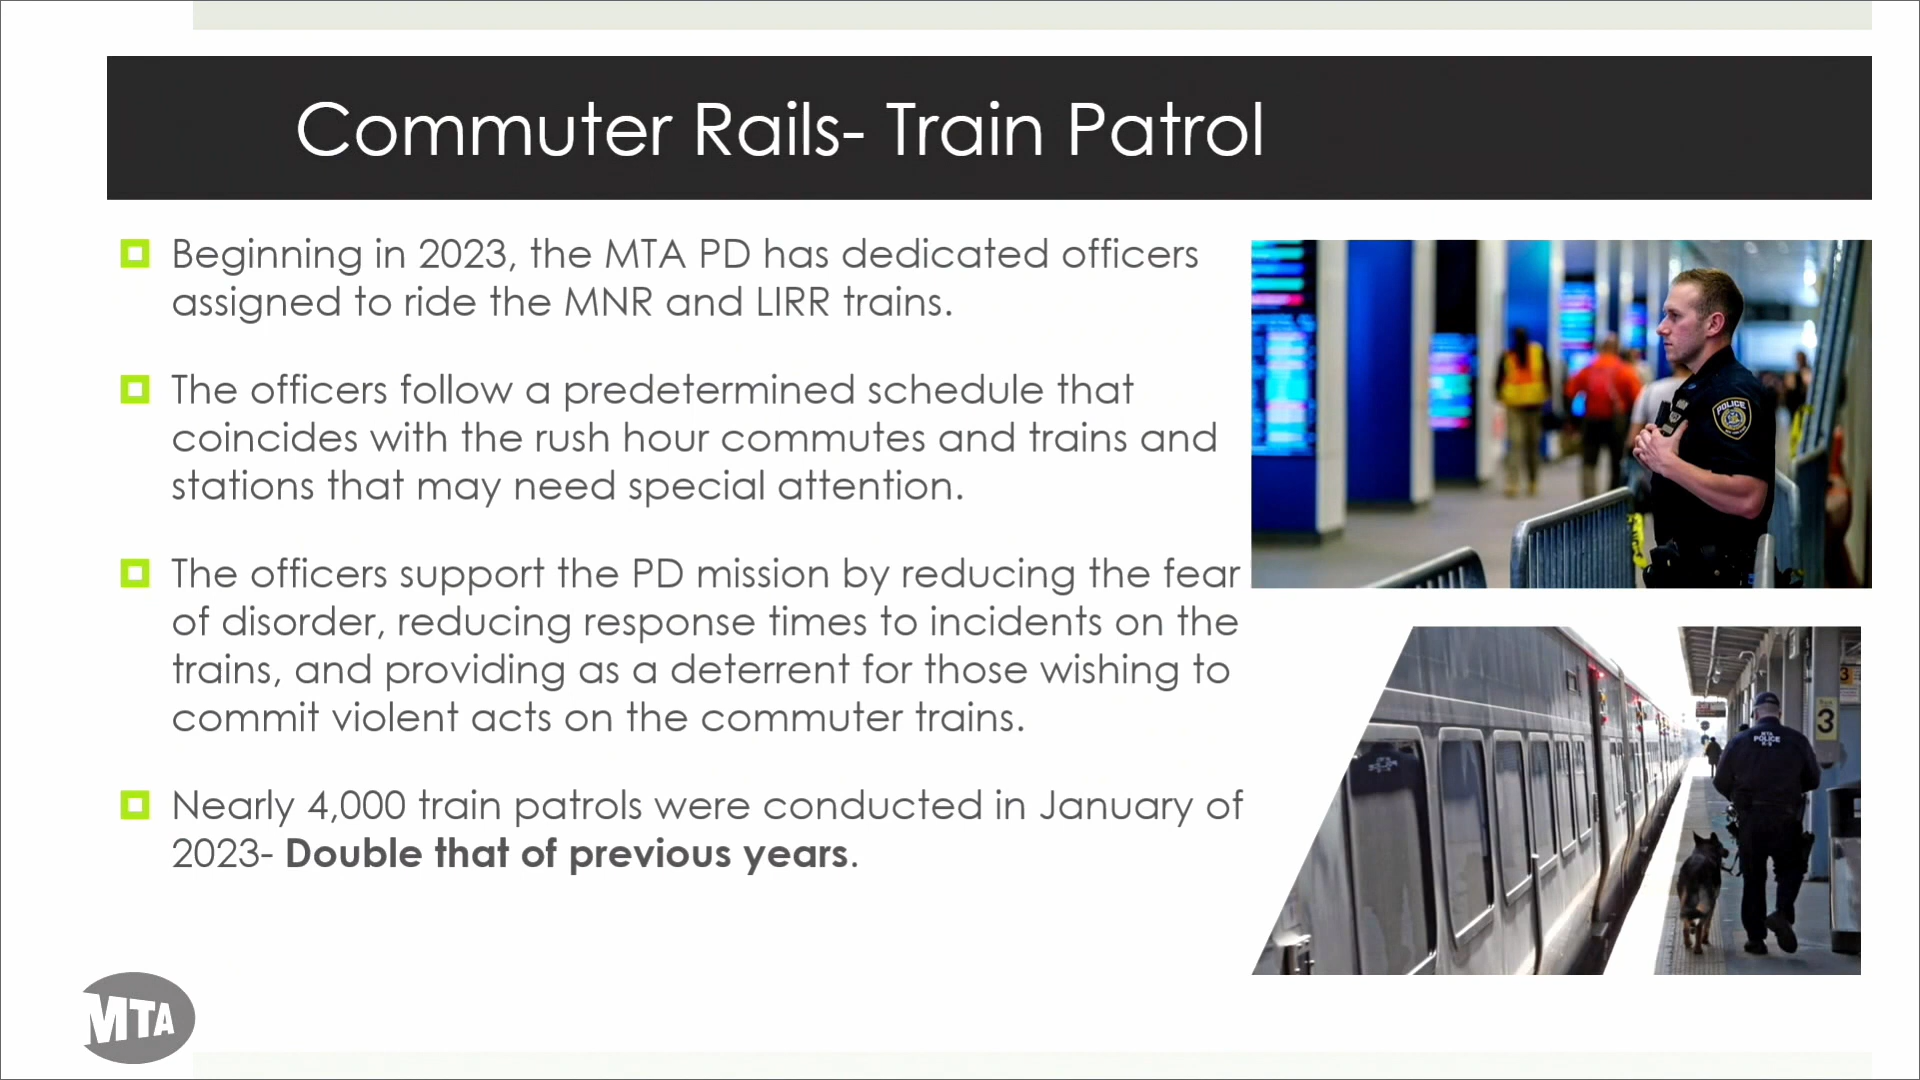 Commuter Rails- Train Patrol
Beginning in 2023, the MTA PD has dedicated officers
assigned to ride the MNR and LIRR trains.
The officers follow a predetermined schedule that
coincides with the rush hour commutes and trains and
stations that may need special attention.
The officers support the PD mission by reducing the fear
of disorder, reducing response times to incidents on the
trains, and providing as a deterrent for those wishing to
commit violent acts on the commuter trains.
Nearly 4,000 train patrols were conducted in January of
2023- Double that of previous years.
POLICE
3
3
MTA
POLICE
K-9
MTA